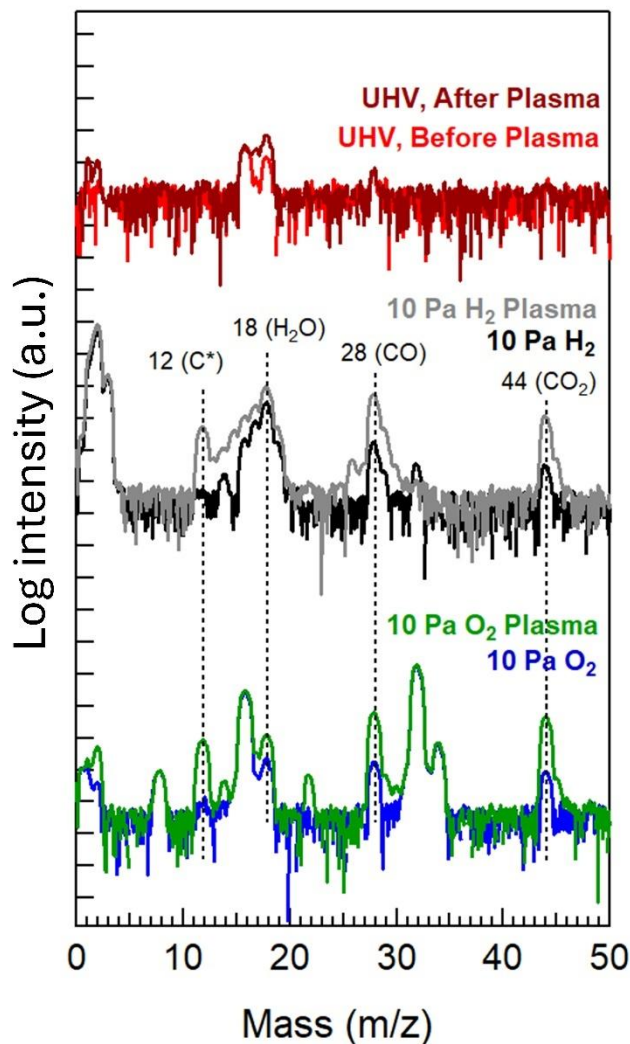 UHV, After Plasma
UHV, Before Plasma
10 Pa H₂ Plasma
18 (H₂O)
10 Pa H₂
12 (C*)
28 (CO)
44 (CO₂)
Log intensity (a.u.)
10 Pa O₂ Plasma
10 Pa O₂
0 10 20 30 40 50
Mass (m/z)